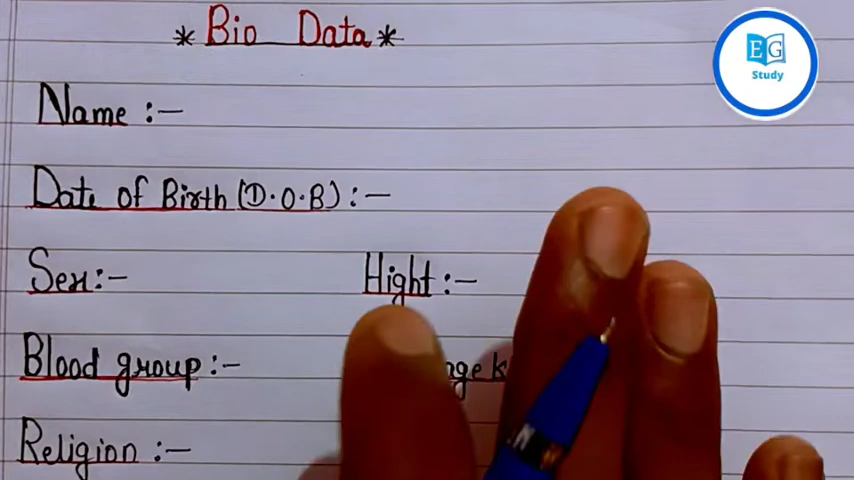 * Bio Data *
EG
Study
Name :-
Date of Birth (D.O.B) :-
Sex :-
Hight :-
Blood group :-
Religion :-